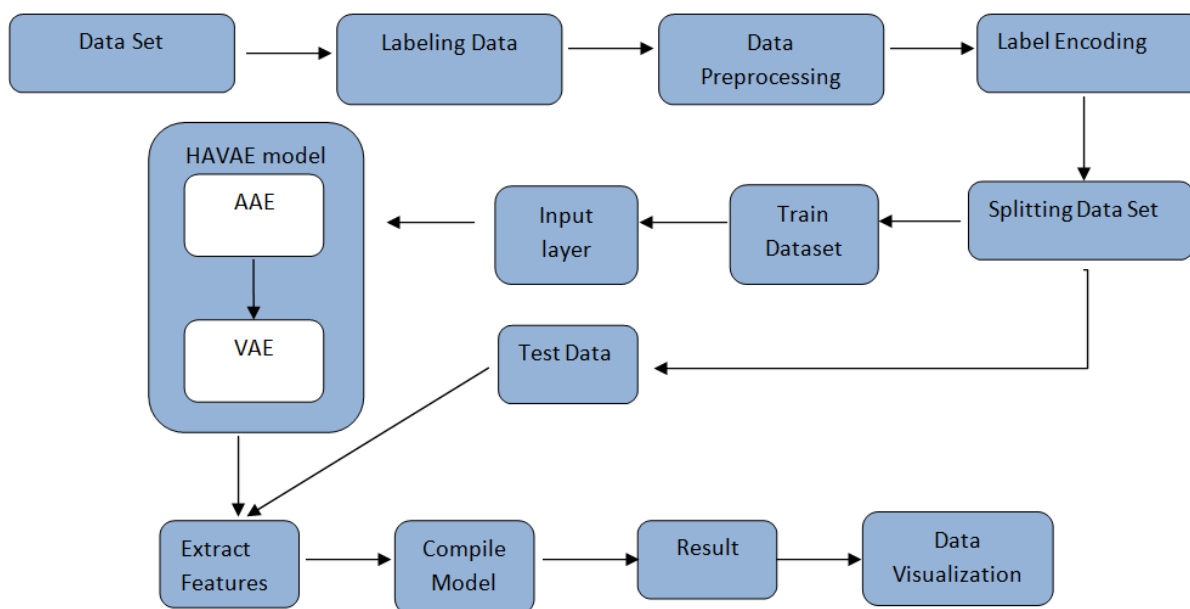 Data Set
Labeling Data
Data
Preprocessing
Label Encoding
HAVAE model
AAE
VAE
Input
layer
Train
Dataset
Splitting Data Set
Test Data
Extract
Features
Compile
Model
Result
Data
Visualization